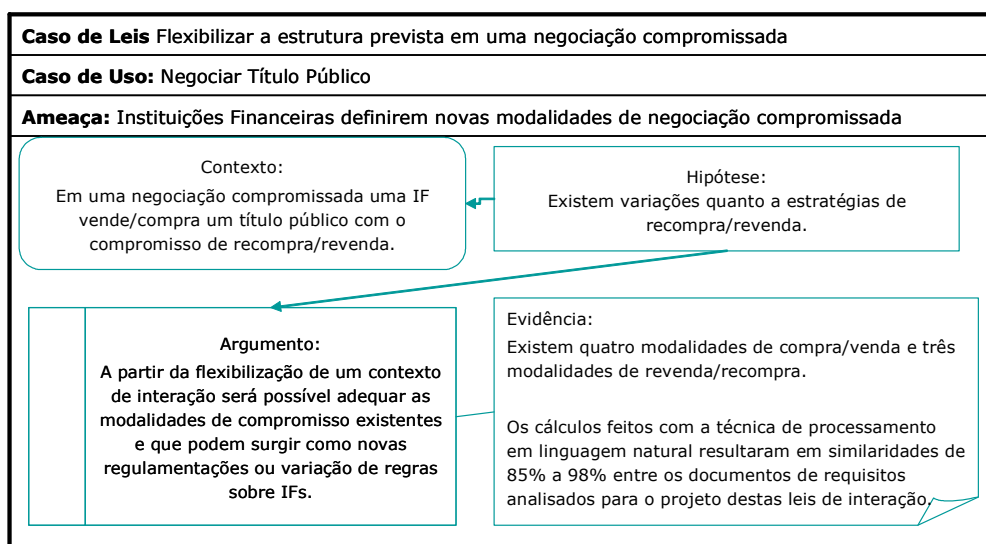 Caso de Leis Flexibilizar a estrutura prevista em uma negociação compromissada
Caso de Uso: Negociar Título Público
Ameaça: Instituições Financeiras definirem novas modalidades de negociação compromissada
Contexto:
Em uma negociação compromissada uma IF
vende/compra um título público com o
compromisso de recompra/revenda.
Hipótese:
Existem variações quanto a estratégias de
recompra/revenda.
Argumento:
A partir da flexibilização de um contexto
de interação será possível adequar as
modalidades de compromisso existentes
e que podem surgir como novas
regulamentações ou variação de regras
sobre IFs.
Evidência:
Existem quatro modalidades de compra/venda e três
modalidades de revenda/recompra.
Os cálculos feitos com a técnica de processamento
em linguagem natural resultaram em similaridades de
85% a 98% entre os documentos de requisitos
analisados para o projeto destas leis de interação.